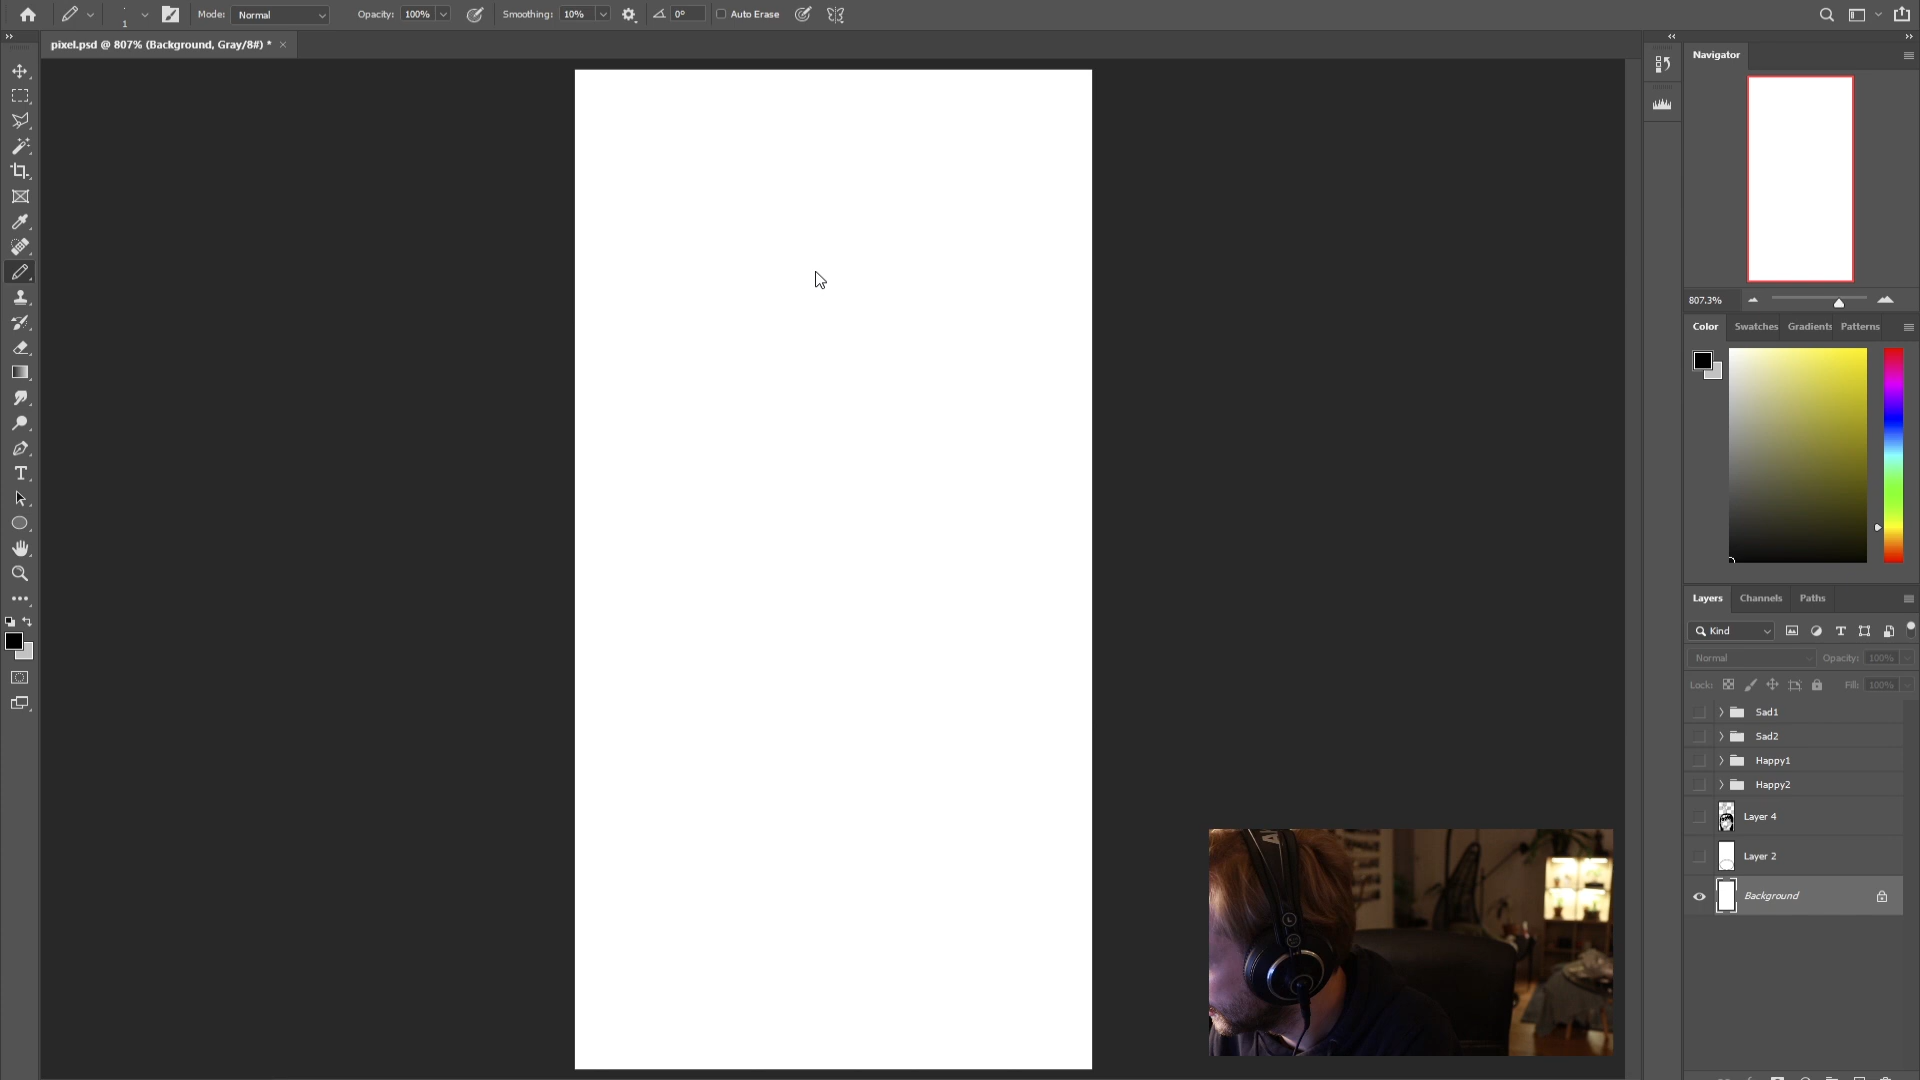 Mode: Normal Opacity: 100% Smoothing: 10% 0° Auto Erase
pixel.psd @ 807% (Background, Gray/8#) *
1
Navigator
807.3%
Color Swatches Gradients Patterns
Layers Channels Paths
Kind
Normal Opacity: 100%
Lock: Fill: 100%
Sad1
Sad2
Happy1
Happy2
Layer 4
Layer 2
Background